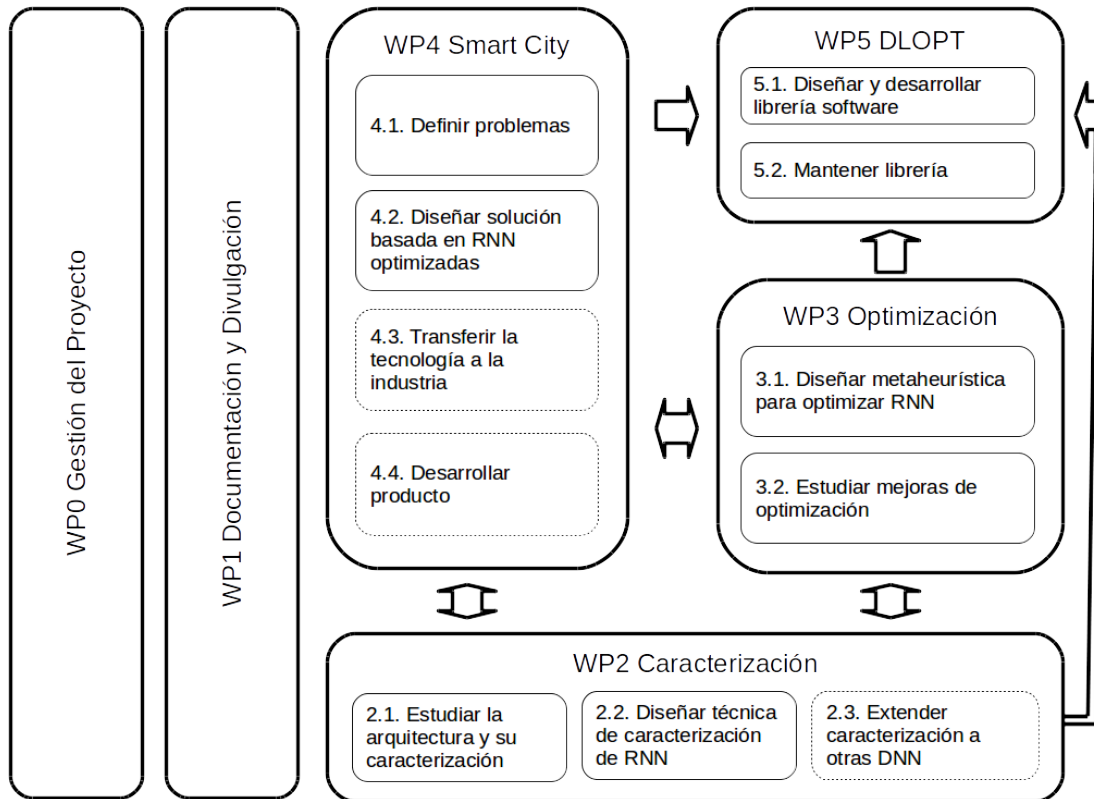 WP0 Gestión del Proyecto
WP1 Documentación y Divulgación
WP4 Smart City
4.1. Definir problemas
4.2. Diseñar solución
basada en RNN
optimizadas
4.3. Transferir la
tecnología a la
industria
4.4. Desarrollar
producto
WP5 DLOPT
5.1. Diseñar y desarrollar
librería software
5.2. Mantener librería
WP3 Optimización
3.1. Diseñar metaheurística
para optimizar RNN
3.2. Estudiar mejoras de
optimización
WP2 Caracterización
2.1. Estudiar la
arquitectura y su
caracterización
2.2. Diseñar técnica
de caracterización
de RNN
2.3. Extender
caracterización a
otras DNN